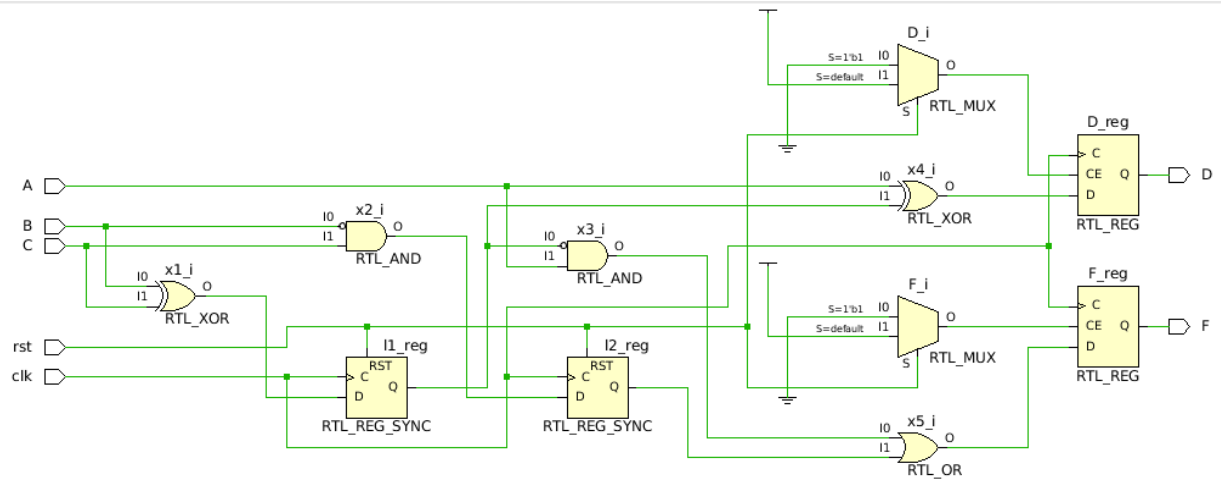 D_i
S=1'b1 I0
S=default I1
O
S
RTL_MUX
D_reg
C
CE Q
D
RTL_REG
D
A
x4_i
I0
I1
O
RTL_XOR
B
C
x2_i
I0
I1
O
RTL_AND
x3_i
I0
I1
O
RTL_AND
x1_i
I0
I1
O
RTL_XOR
F_i
S=1'b1 I0
S=default I1
O
S
RTL_MUX
F_reg
C
CE Q
D
RTL_REG
F
rst
clk
I1_reg
RST
C
Q
D
RTL_REG_SYNC
I2_reg
RST
C
Q
D
RTL_REG_SYNC
x5_i
I0
I1
O
RTL_OR